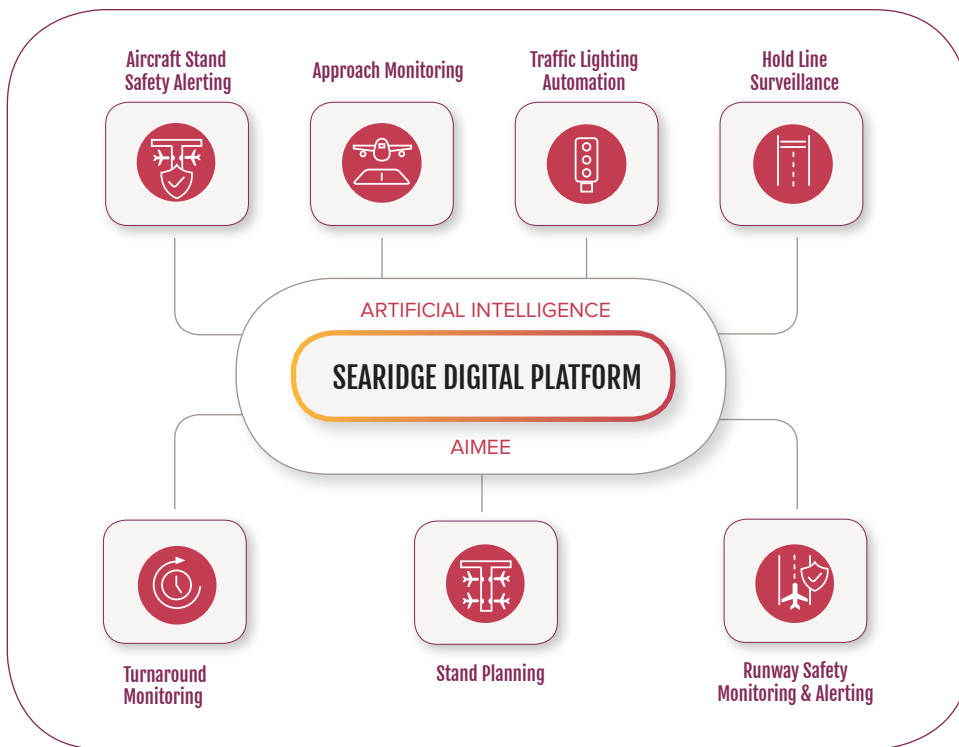 Aircraft Stand
Safety Alerting
Approach Monitoring
Traffic Lighting
Automation
Hold Line
Surveillance
ARTIFICIAL INTELLIGENCE
SEARIDGE DIGITAL PLATFORM
AIMEE
Turnaround
Monitoring
Stand Planning
Runway Safety
Monitoring & Alerting